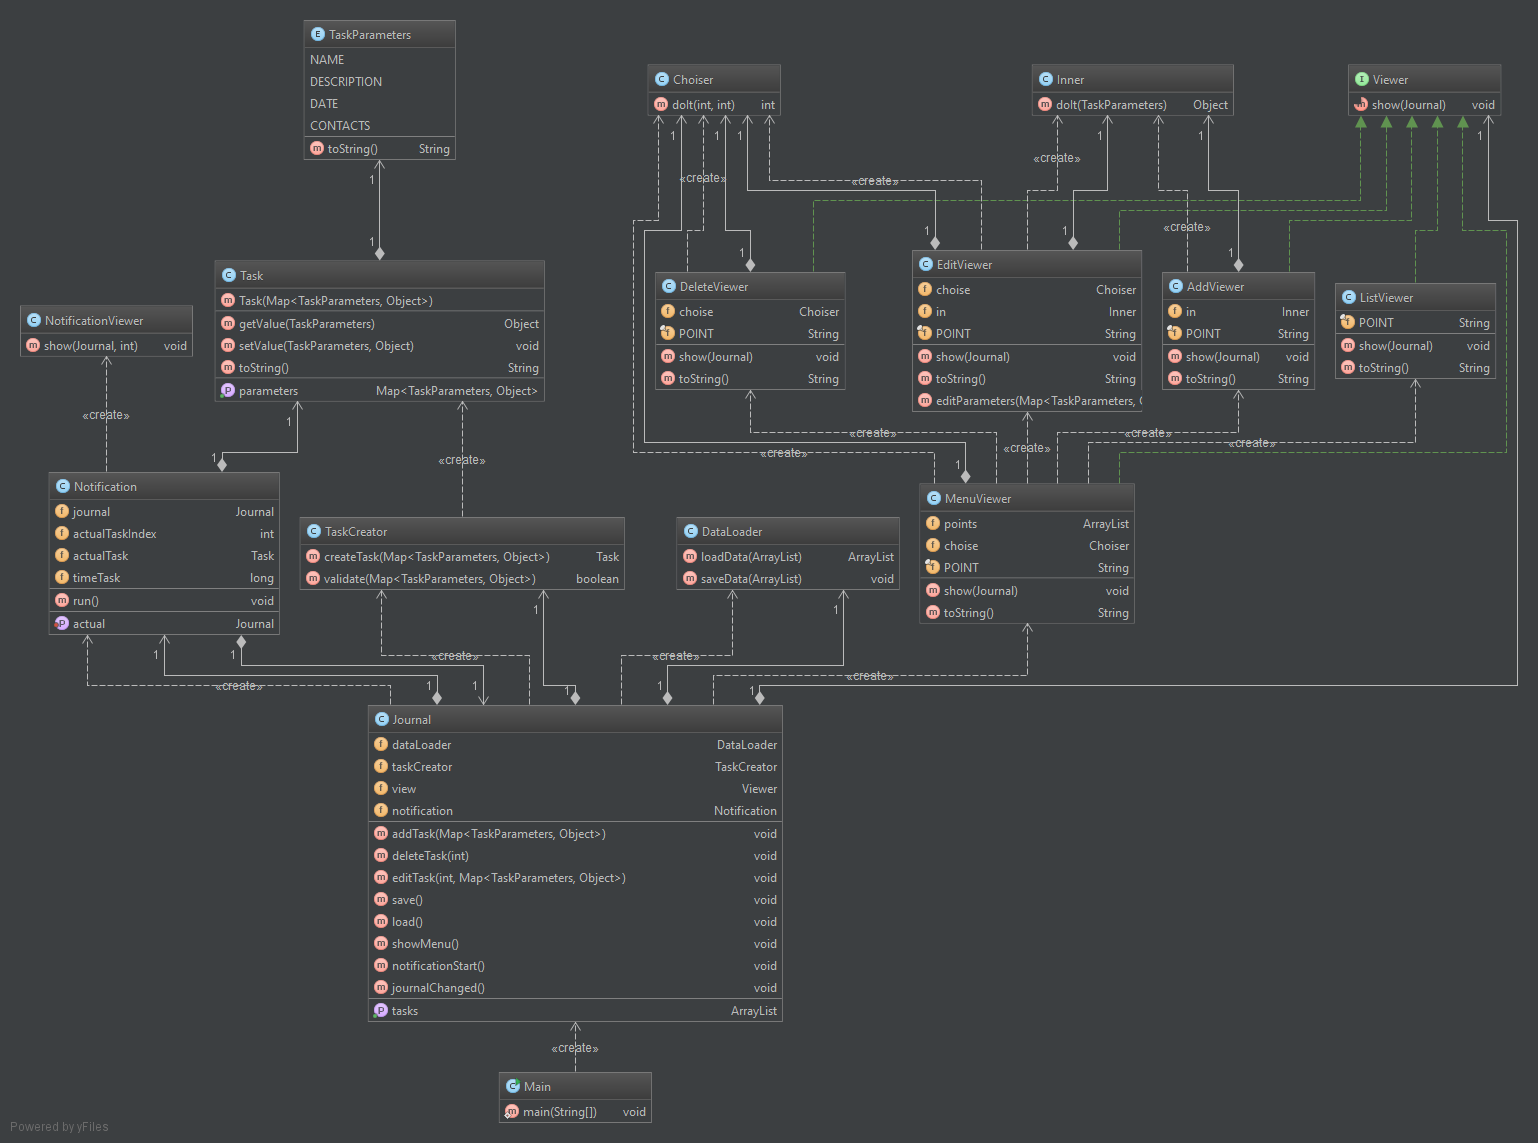 TaskParameters
NAME
DESCRIPTION
DATE
CONTACTS
toString() String
Choiser
doIt(int, int) int
Inner
doIt(TaskParameters) Object
Viewer
show(Journal) void
1
1
1
1
1
1
1
«create»
«create»
«create»
«create»
1
1
1
1
1
Task
Task(Map<TaskParameters, Object>)
getValue(TaskParameters) Object
setValue(TaskParameters, Object) void
toString() String
parameters Map<TaskParameters, Object>
NotificationViewer
show(Journal, int) void
DeleteViewer
choise Choiser
POINT String
show(Journal) void
toString() String
EditViewer
choise Choiser
in Inner
POINT String
show(Journal) void
toString() String
editParameters(Map<TaskParameters, 
AddViewer
in Inner
POINT String
show(Journal) void
toString() String
ListViewer
POINT String
show(Journal) void
toString() String
«create»
1
1
«create»
«create»
«create»
«create»
«create»
«create»
1
Notification
journal Journal
actualTaskIndex int
actualTask Task
timeTask long
run() void
actual Journal
TaskCreator
createTask(Map<TaskParameters, Object>) Task
validate(Map<TaskParameters, Object>) boolean
DataLoader
loadData(ArrayList) ArrayList
saveData(ArrayList) void
MenuViewer
points ArrayList
choise Choiser
POINT String
show(Journal) void
toString() String
1
1
1
1
«create»
«create»
«create»
«create»
1
1
1
1
1
Journal
dataLoader DataLoader
taskCreator TaskCreator
view Viewer
notification Notification
addTask(Map<TaskParameters, Object>) void
deleteTask(int) void
editTask(int, Map<TaskParameters, Object>) void
save() void
load() void
showMenu() void
notificationStart() void
journalChanged() void
tasks ArrayList
«create»
Main
main(String[]) void
Powered by yFiles